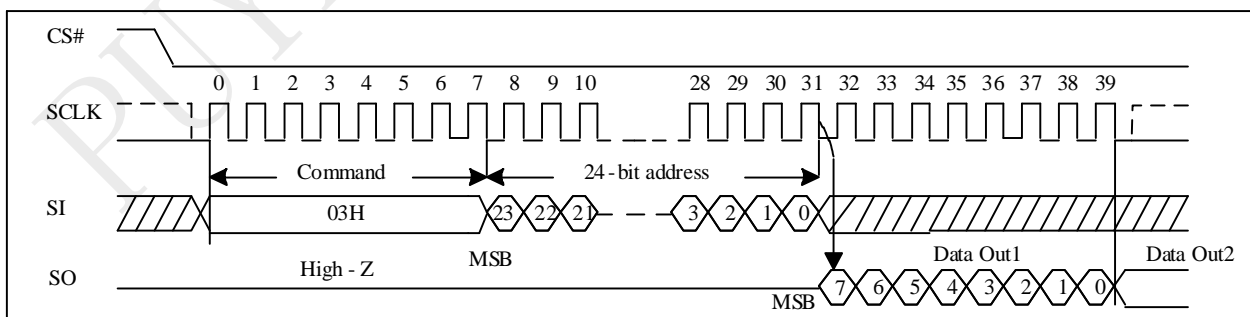 PUY
CS#
0 1 2 3 4 5 6 7 8 9 10 28 29 30 31 32 33 34 35 36 37 38 39
SCLK
Command 24-bit address
SI 03H 23 22 21 3 2 1 0
High - Z MSB Data Out1 Data Out2
SO MSB 7 6 5 4 3 2 1 0